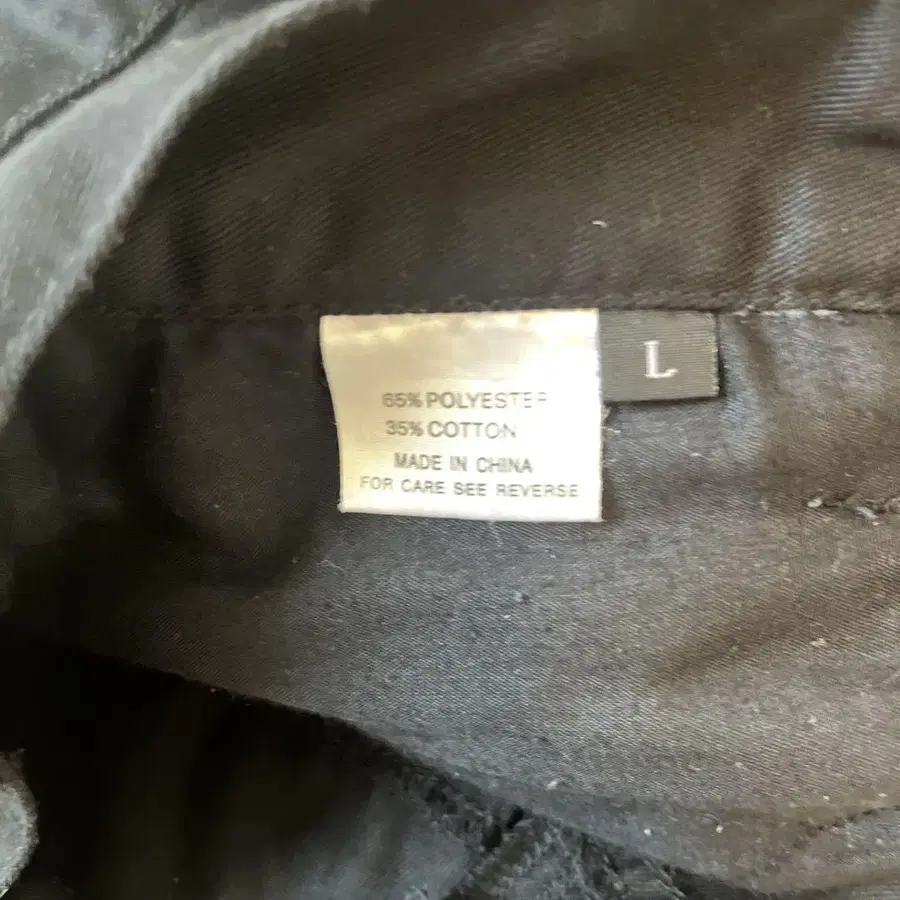 65% POLYESTER
35% COTTON
MADE IN CHINA
FOR CARE SEE REVERSE
L